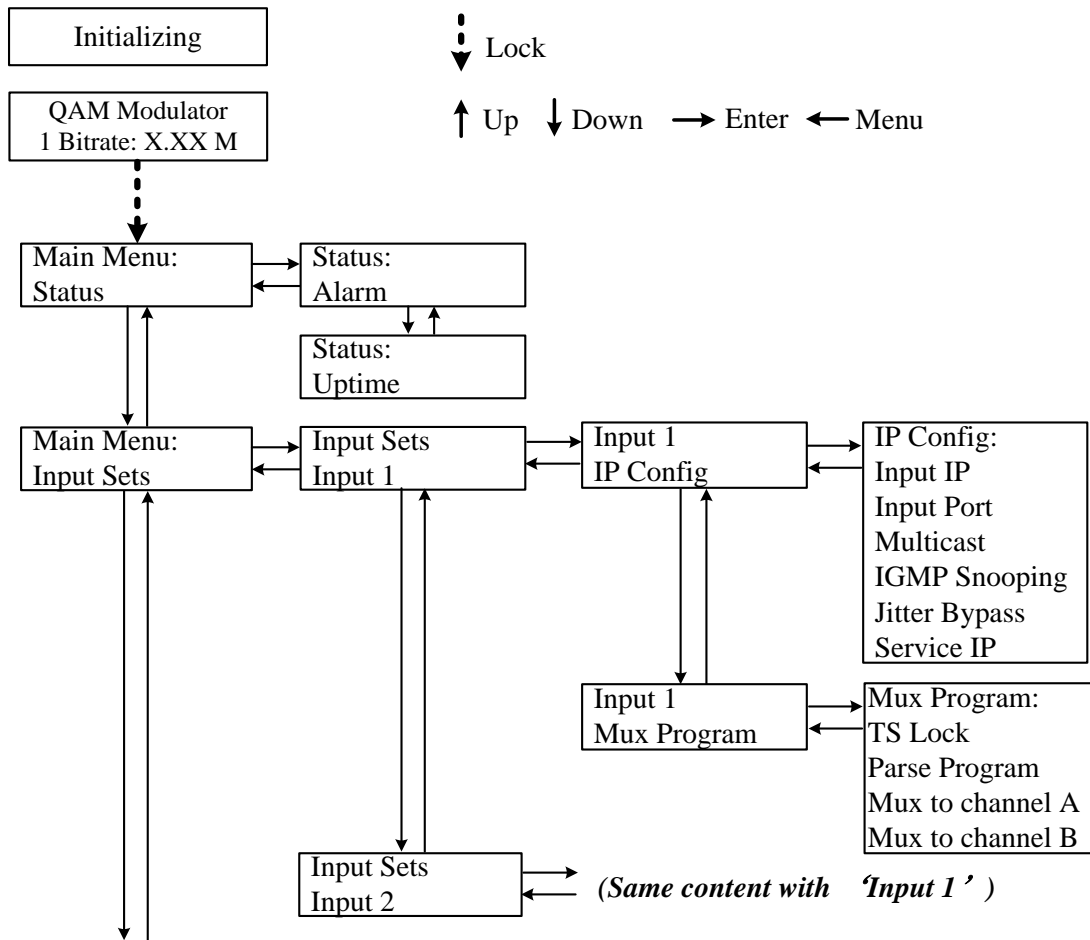 Initializing
Lock
QAM Modulator
1 Bitrate: X.XX M
Up Down Enter Menu
Main Menu:
Status
Status:
Alarm
Status:
Uptime
Main Menu:
Input Sets
Input Sets
Input 1
Input 1
IP Config
IP Config:
Input IP
Input Port
Multicast
IGMP Snooping
Jitter Bypass
Service IP
Input 1
Mux Program
Mux Program:
TS Lock
Parse Program
Mux to channel A
Mux to channel B
Input Sets
Input 2
(Same content with ‘Input 1’)